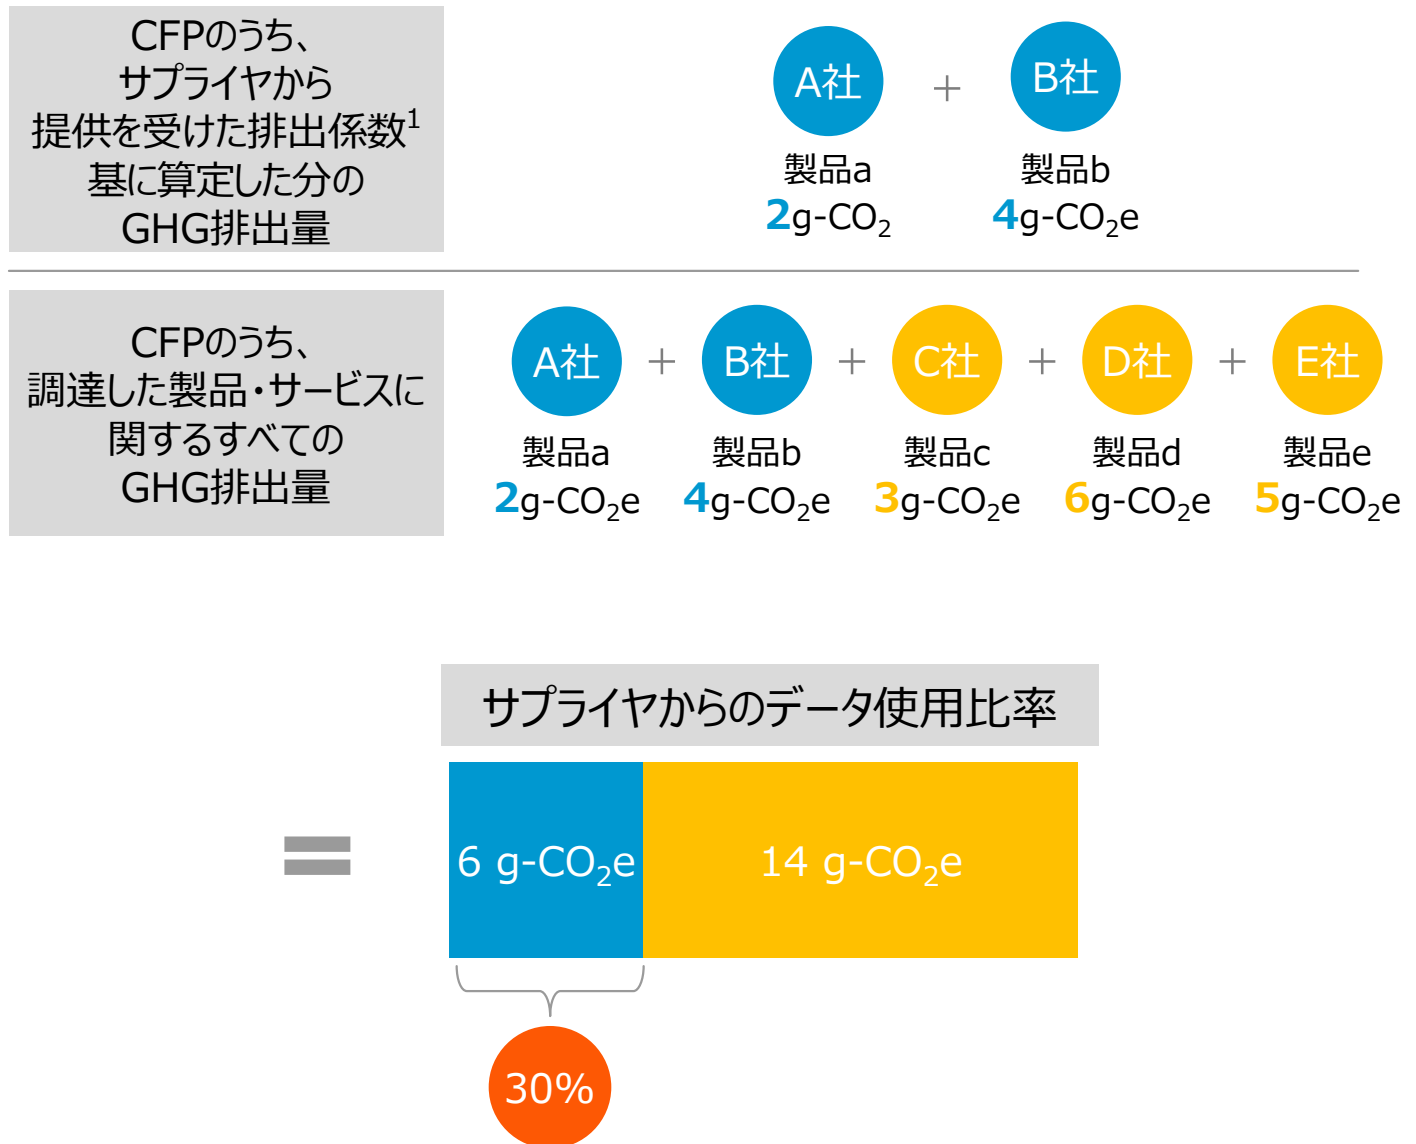 CFPのうち、
サプライヤから
提供を受けた排出係数1
基に算定した分の
GHG排出量
A社 + B社
製品a 製品b
2g-CO2 4g-CO2e
CFPのうち、
調達した製品・サービスに
関するすべての
GHG排出量
A社 + B社 + C社 + D社 + E社
製品a 製品b 製品c 製品d 製品e
2g-CO2e 4g-CO2e 3g-CO2e 6g-CO2e 5g-CO2e
サプライヤからのデータ使用比率
= 6 g-CO2e 14 g-CO2e
30%